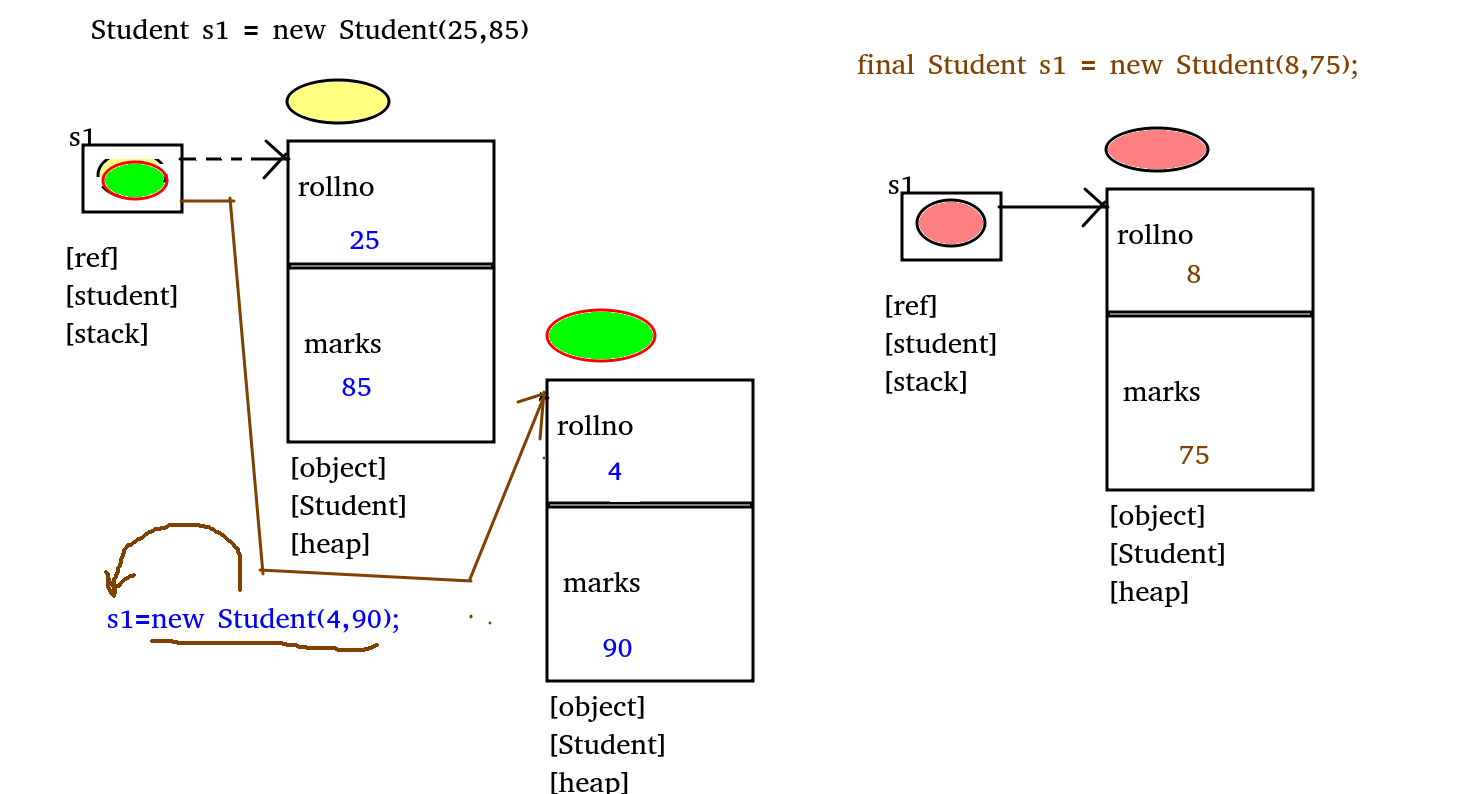 Student s1 = new Student(25,85)
s1
rollno
25
marks
85
[ref]
[student]
[stack]
[object]
[Student]
[heap]
s1=new Student(4,90);
rollno
4
marks
90
[object]
[Student]
[heap]
final Student s1 = new Student(8,75);
s1
rollno
8
marks
75
[ref]
[student]
[stack]
[object]
[Student]
[heap]